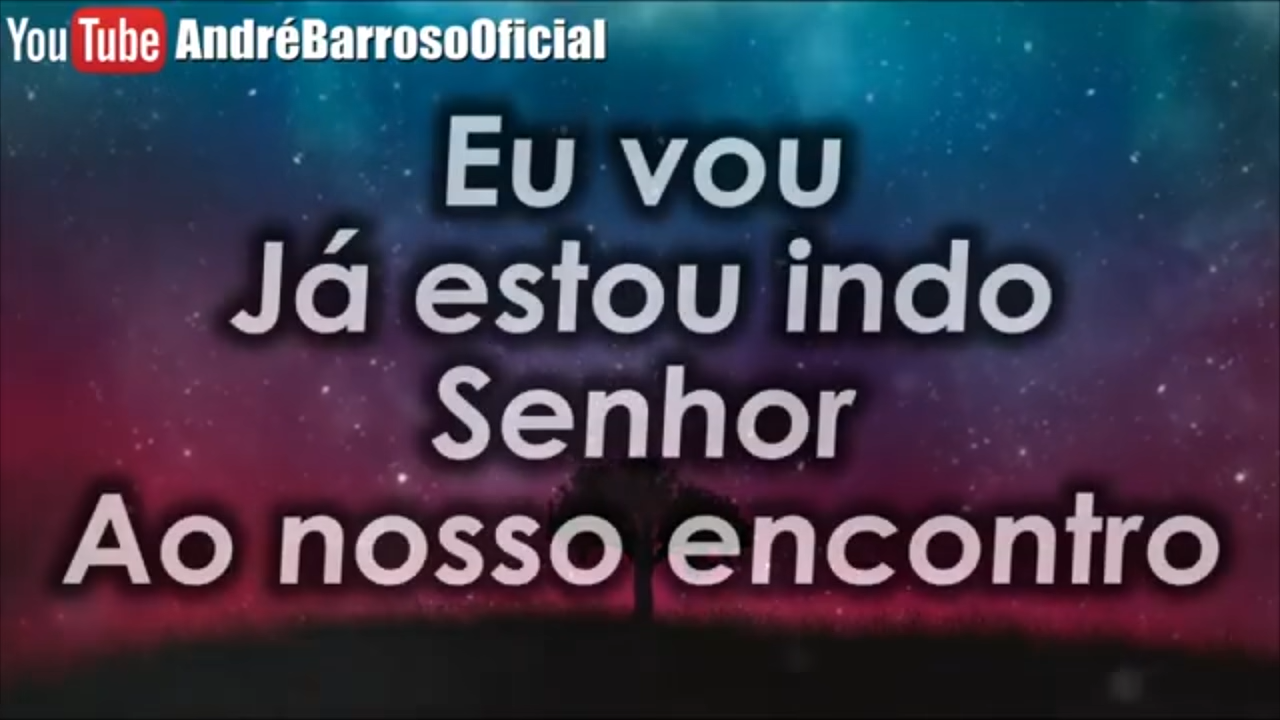 YouTube AndréBarrosoOficial
Eu vou
Já estou indo
Senhor
Ao nosso encontro